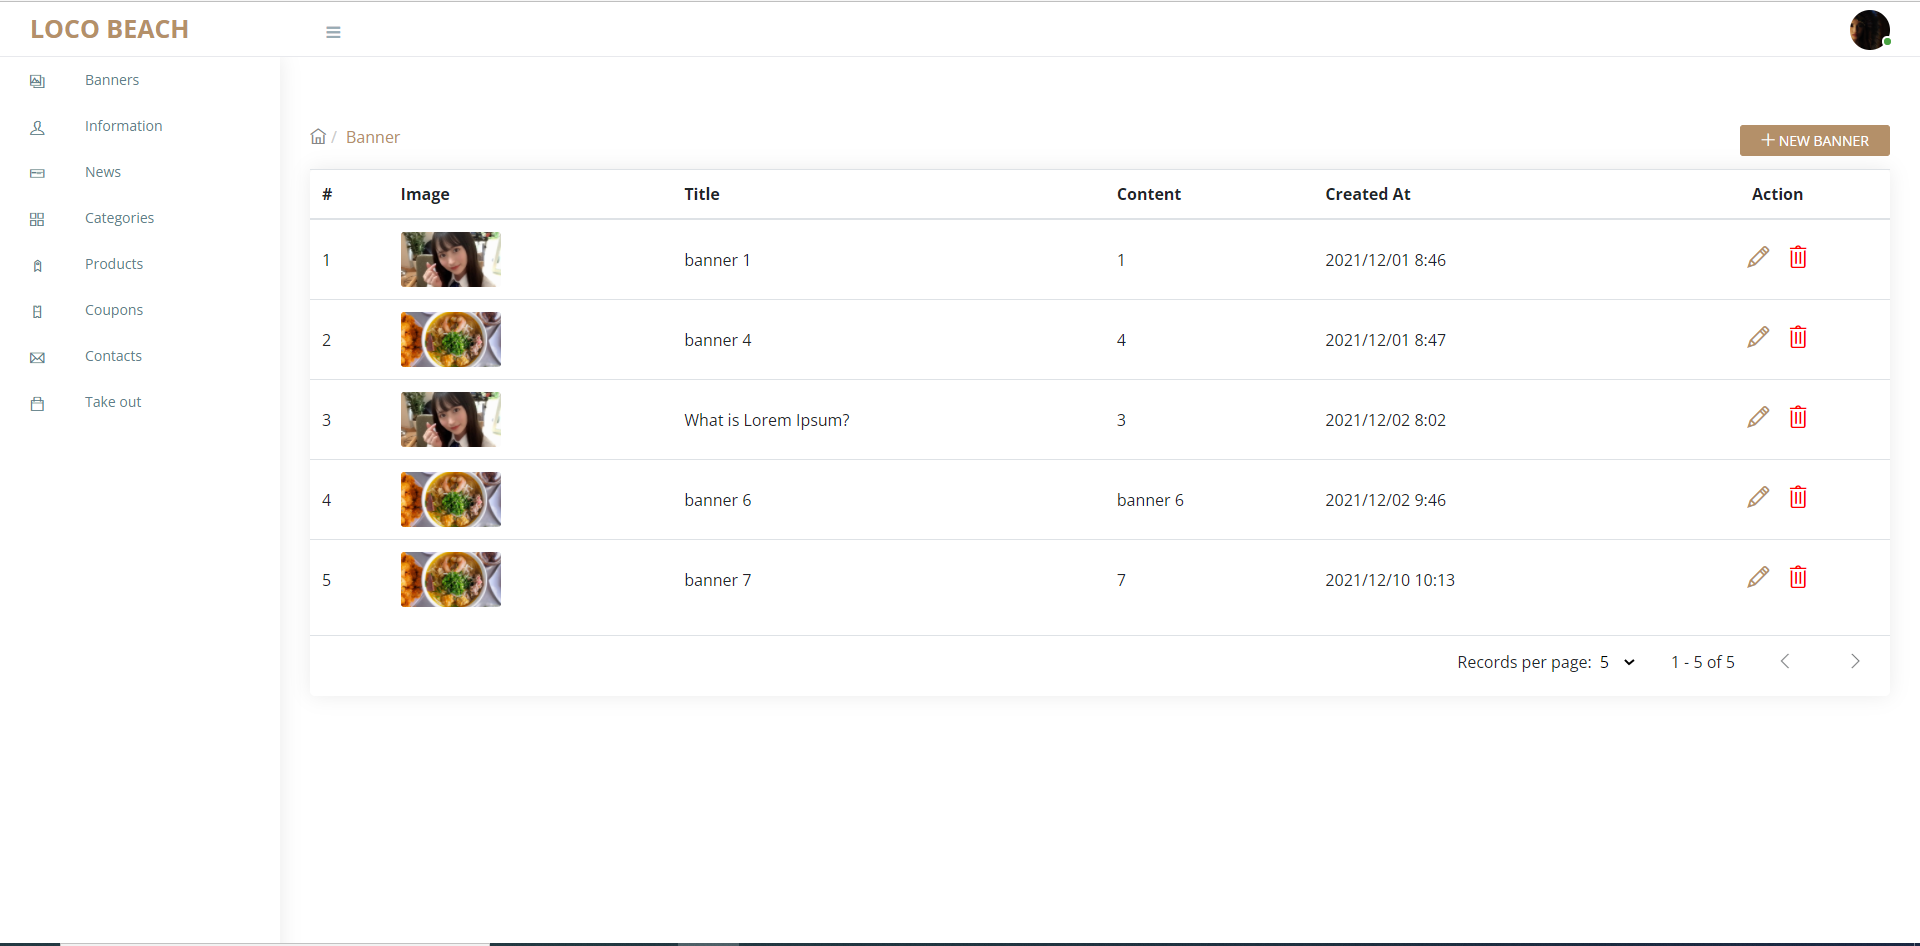 LOCO BEACH
Banners
Information
News
Categories
Products
Coupons
Contacts
Take out
/ Banner
NEW BANNER
# Image Title Content Created At Action
1 banner 1 1 2021/12/01 8:46
2 banner 4 4 2021/12/01 8:47
3 What is Lorem Ipsum? 3 2021/12/02 8:02
4 banner 6 banner 6 2021/12/02 9:46
5 banner 7 7 2021/12/10 10:13
Records per page: 5 1 - 5 of 5